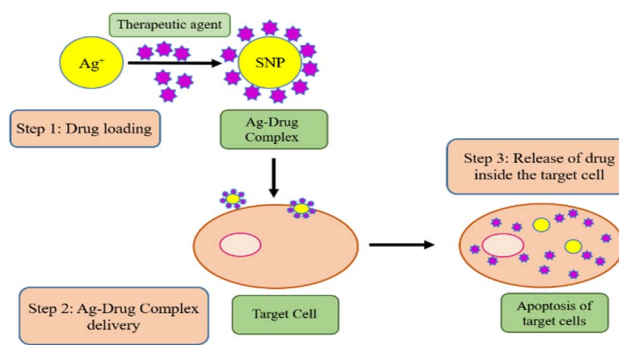 Therapeutic agent
Ag⁺
SNP
Step 1: Drug loading
Ag-Drug
Complex
Step 3: Release of drug
inside the target cell
Step 2: Ag-Drug Complex
delivery
Target Cell
Apoptosis of
target cells